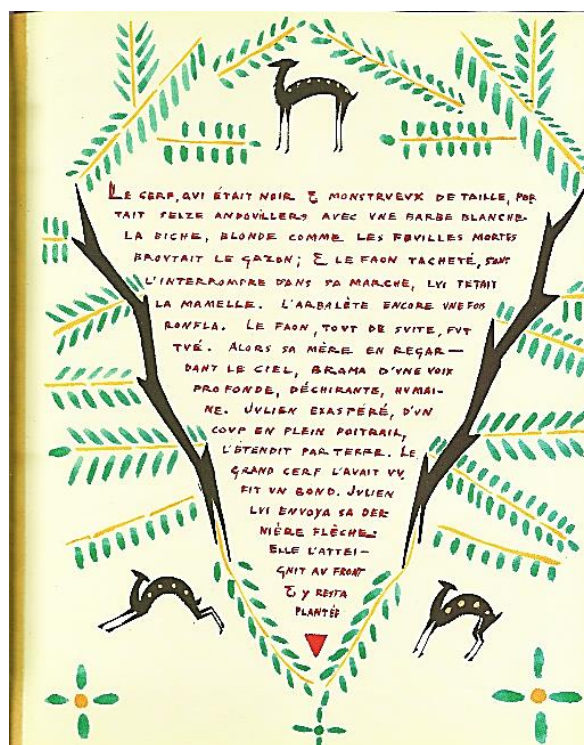 LE CERF, QUI ÉTAIT NOIR & MONSTRUEUX DE TAILLE, POR
TAIT SEIZE ANDOUILLERS AVEC UNE BARBE BLANCHE.
LA BICHE, BLONDE COMME LES FEUILLES MORTES
BROUTAIT LE GAZON; & LE FAON TACHETÉ, SANS
L'INTERROMPRE DANS SA MARCHE, LUI TETAIT
LA MAMELLE. L'ARBALÈTE ENCORE UNE FOIS
RONFLA. LE FAON, TOUT DE SUITE, FUT
TUÉ. ALORS SA MÈRE EN REGAR—
DANT LE CIEL, BRAMA D'UNE VOIX
PROFONDE, DÉCHIRANTE, HUMAI-
NE. JULIEN EXASPÉRÉ, D'UN
COUP EN PLEIN POITRAIL,
L'ÉTENDIT PAR TERRE. LE
GRAND CERF L'AVAIT VU,
FIT UN BOND. JULIEN
LUI ENVOYA SA DER
NIÈRE FLÈCHE:
ELLE L'ATTEI-
GNIT AU FRONT
& Y RESTA
PLANTÉE